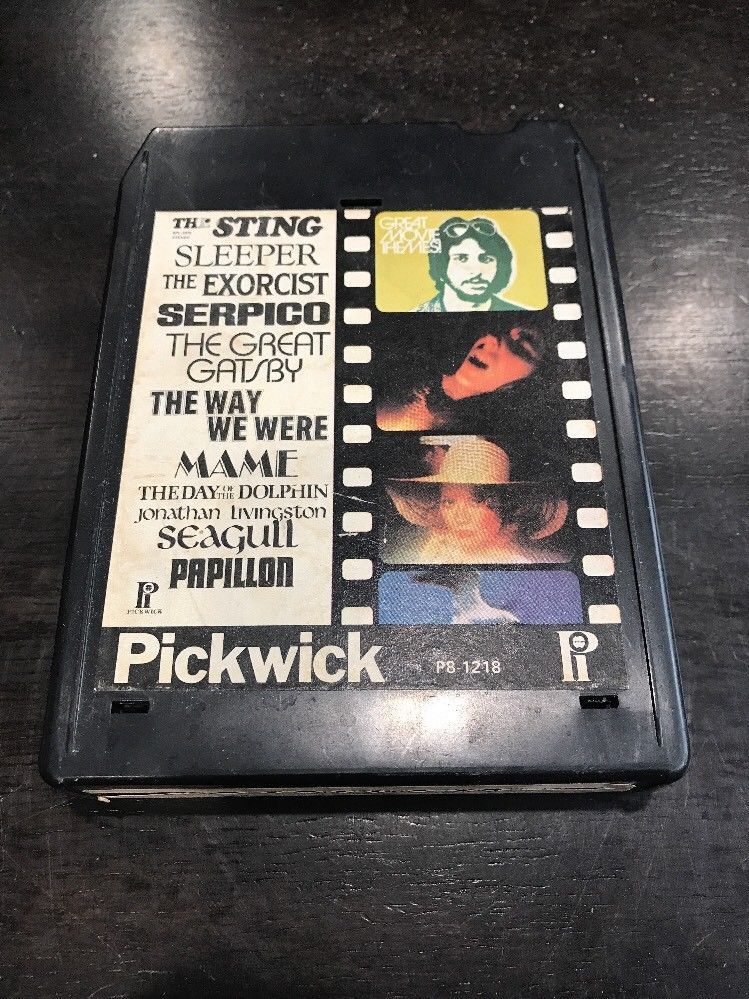 THE STING
SLEEPER
THE EXORCIST
SERPICO
THE GREAT
GATSBY
THE WAY
WE WERE
MAME
THE DAY OF THE DOLPHIN
jonathan livingston
seagull
PAPILLON
PICKWICK
GREAT
MOVIE
THEMES!
Pickwick P8-1218